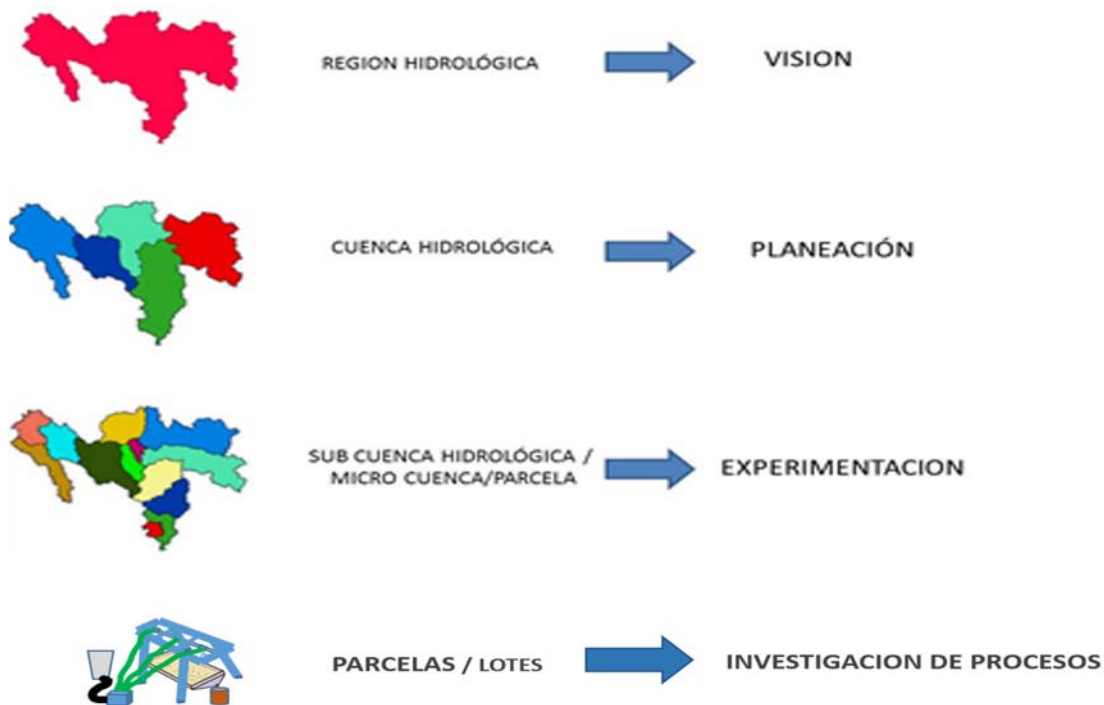 REGION HIDROLÓGICA
VISION
CUENCA HIDROLÓGICA
PLANEACIÓN
SUB CUENCA HIDROLÓGICA /
MICRO CUENCA/PARCELA
EXPERIMENTACION
PARCELAS / LOTES
INVESTIGACION DE PROCESOS